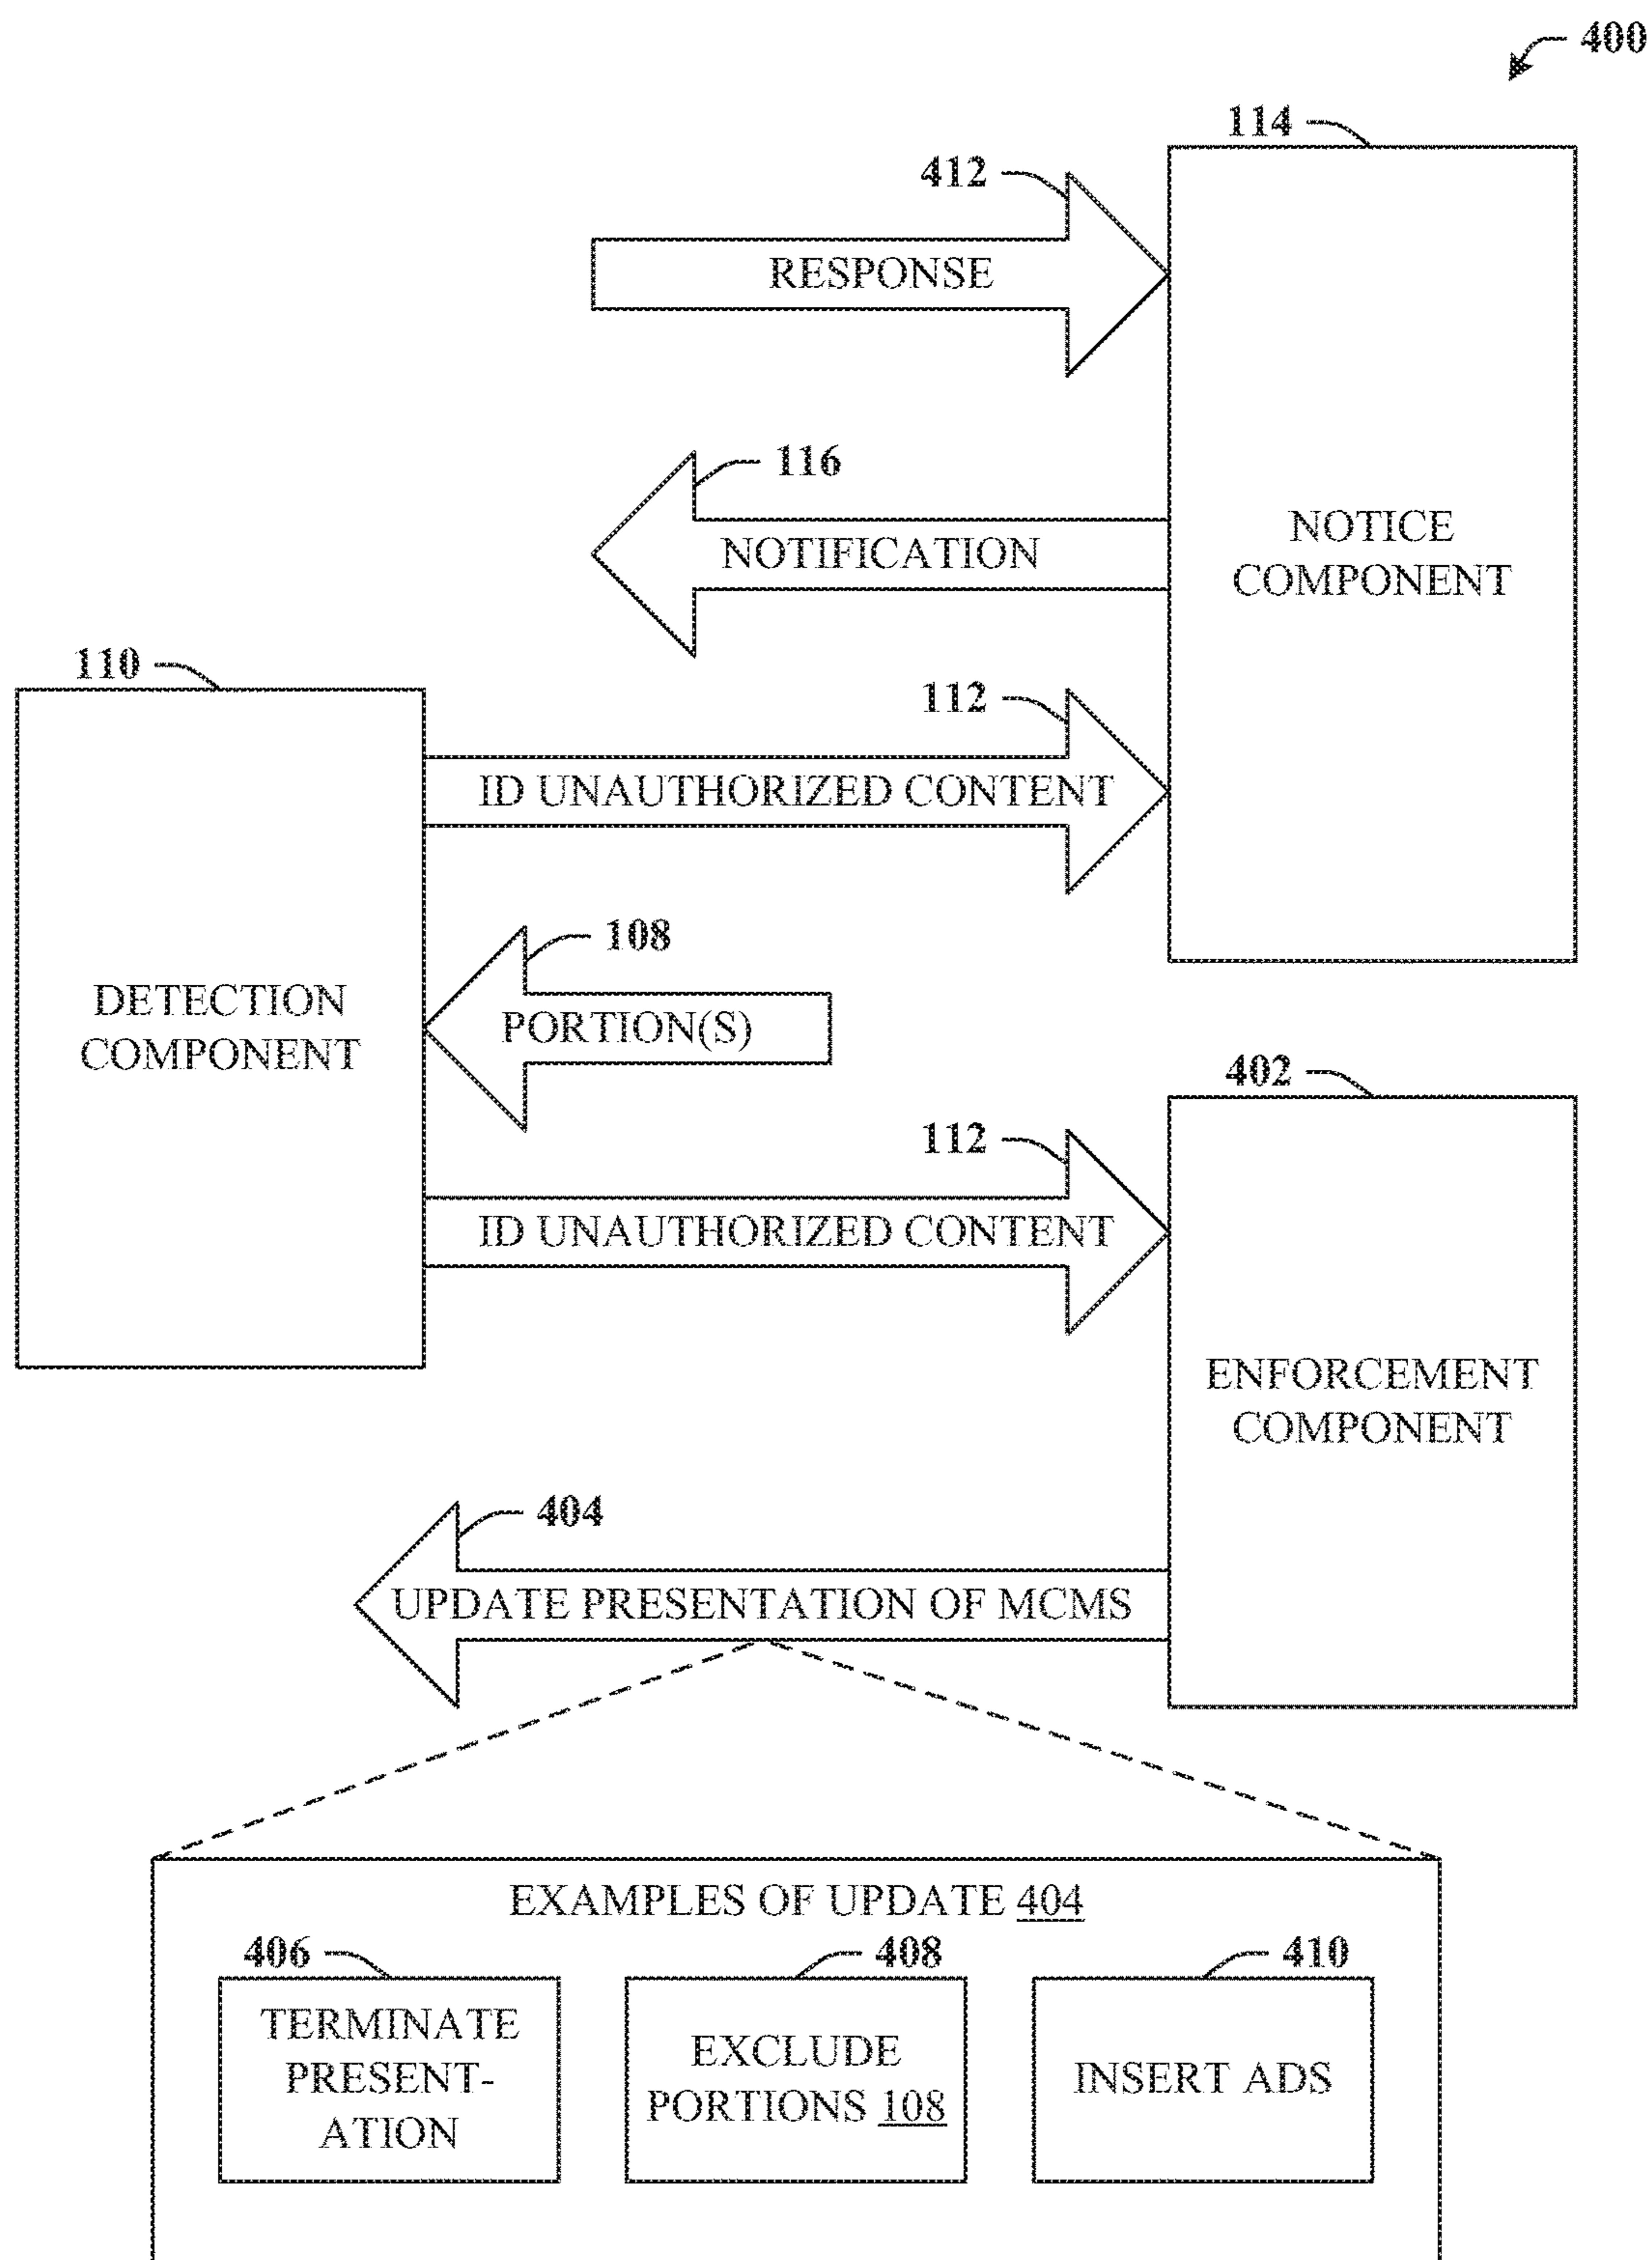 400
114
412
RESPONSE
116
NOTIFICATION
NOTICE
COMPONENT
110
112
ID UNAUTHORIZED CONTENT
108
PORTION(S)
DETECTION
COMPONENT
402
112
ID UNAUTHORIZED CONTENT
ENFORCEMENT
COMPONENT
404
UPDATE PRESENTATION OF MCMS
EXAMPLES OF UPDATE 404
406
408
410
TERMINATE
PRESENT-
ATION
EXCLUDE
PORTIONS 108
INSERT ADS